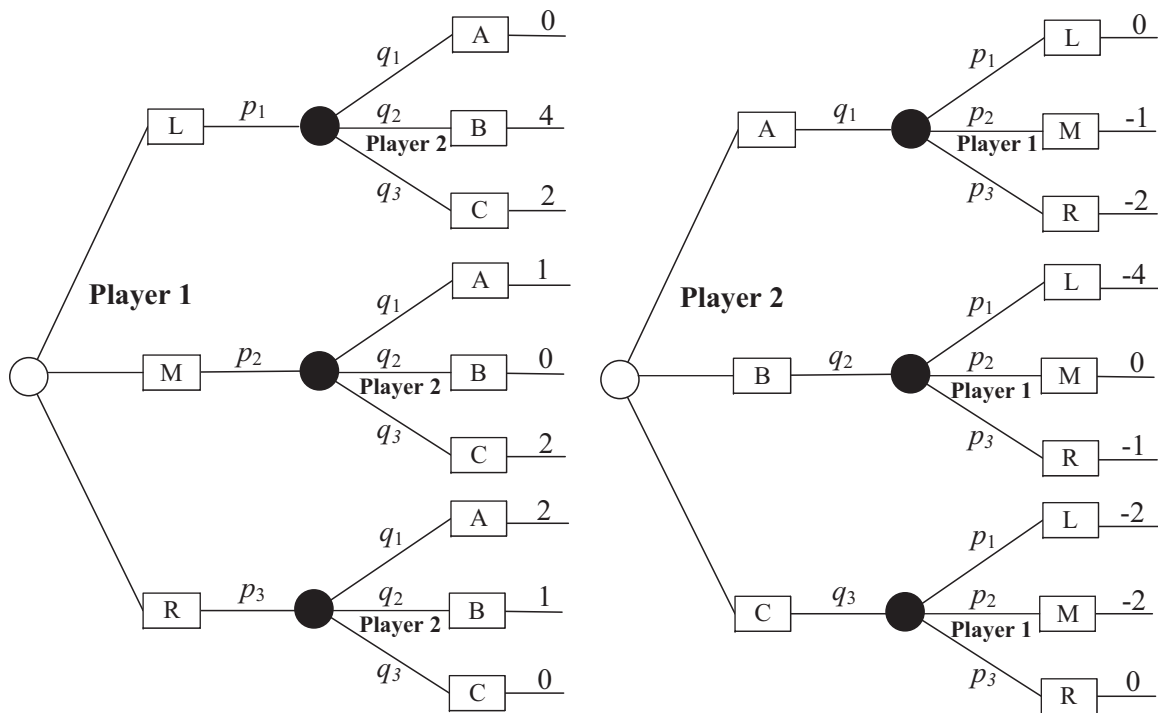 A 0
q1
L p1 q2 B 4
Player 2
q3
C 2
A 1
Player 1
q1
M p2 q2 B 0
Player 2
q3
C 2
A 2
q1
R p3 q2 B 1
Player 2
q3
C 0
L 0
p1
A q1 p2 M -1
Player 1
p3
R -2
L -4
Player 2
p1
B q2 p2 M 0
Player 1
p3
R -1
L -2
p1
C q3 p2 M -2
Player 1
p3
R 0